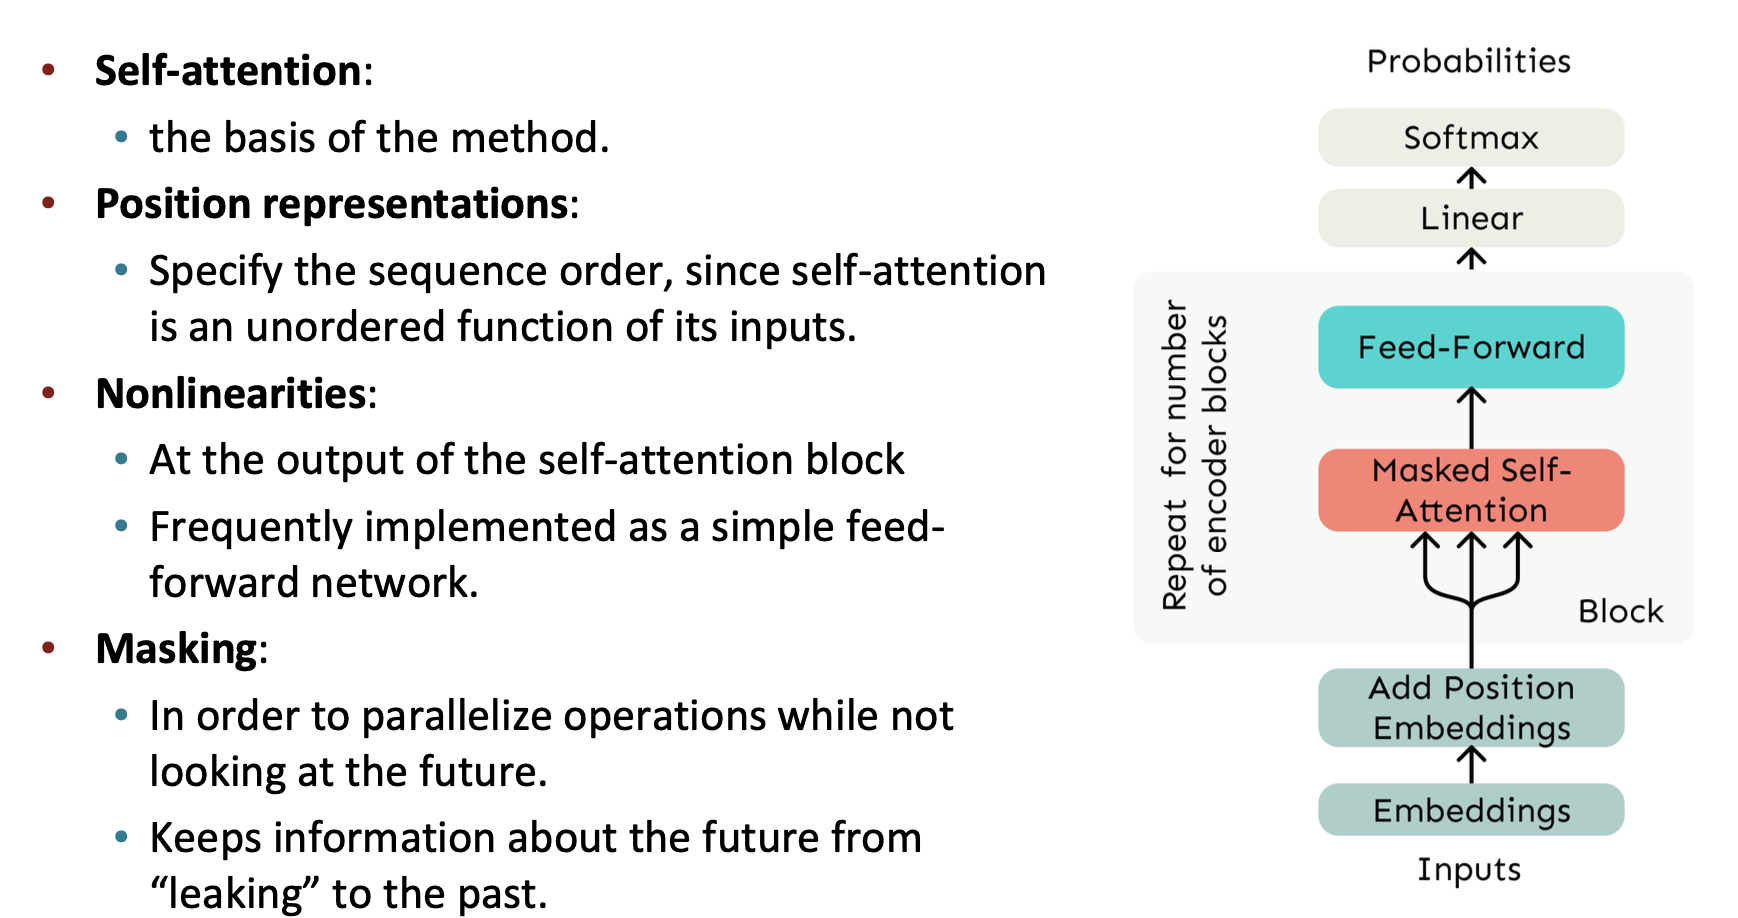 • Self-attention:
• the basis of the method.
• Position representations:
• Specify the sequence order, since self-attention
is an unordered function of its inputs.
• Nonlinearities:
• At the output of the self-attention block
• Frequently implemented as a simple feed-
forward network.
• Masking:
• In order to parallelize operations while not
looking at the future.
• Keeps information about the future from
“leaking” to the past.
Probabilities
Softmax
Linear
Repeat for number
of encoder blocks
Feed-Forward
Masked Self-
Attention
Block
Add Position
Embeddings
Embeddings
Inputs